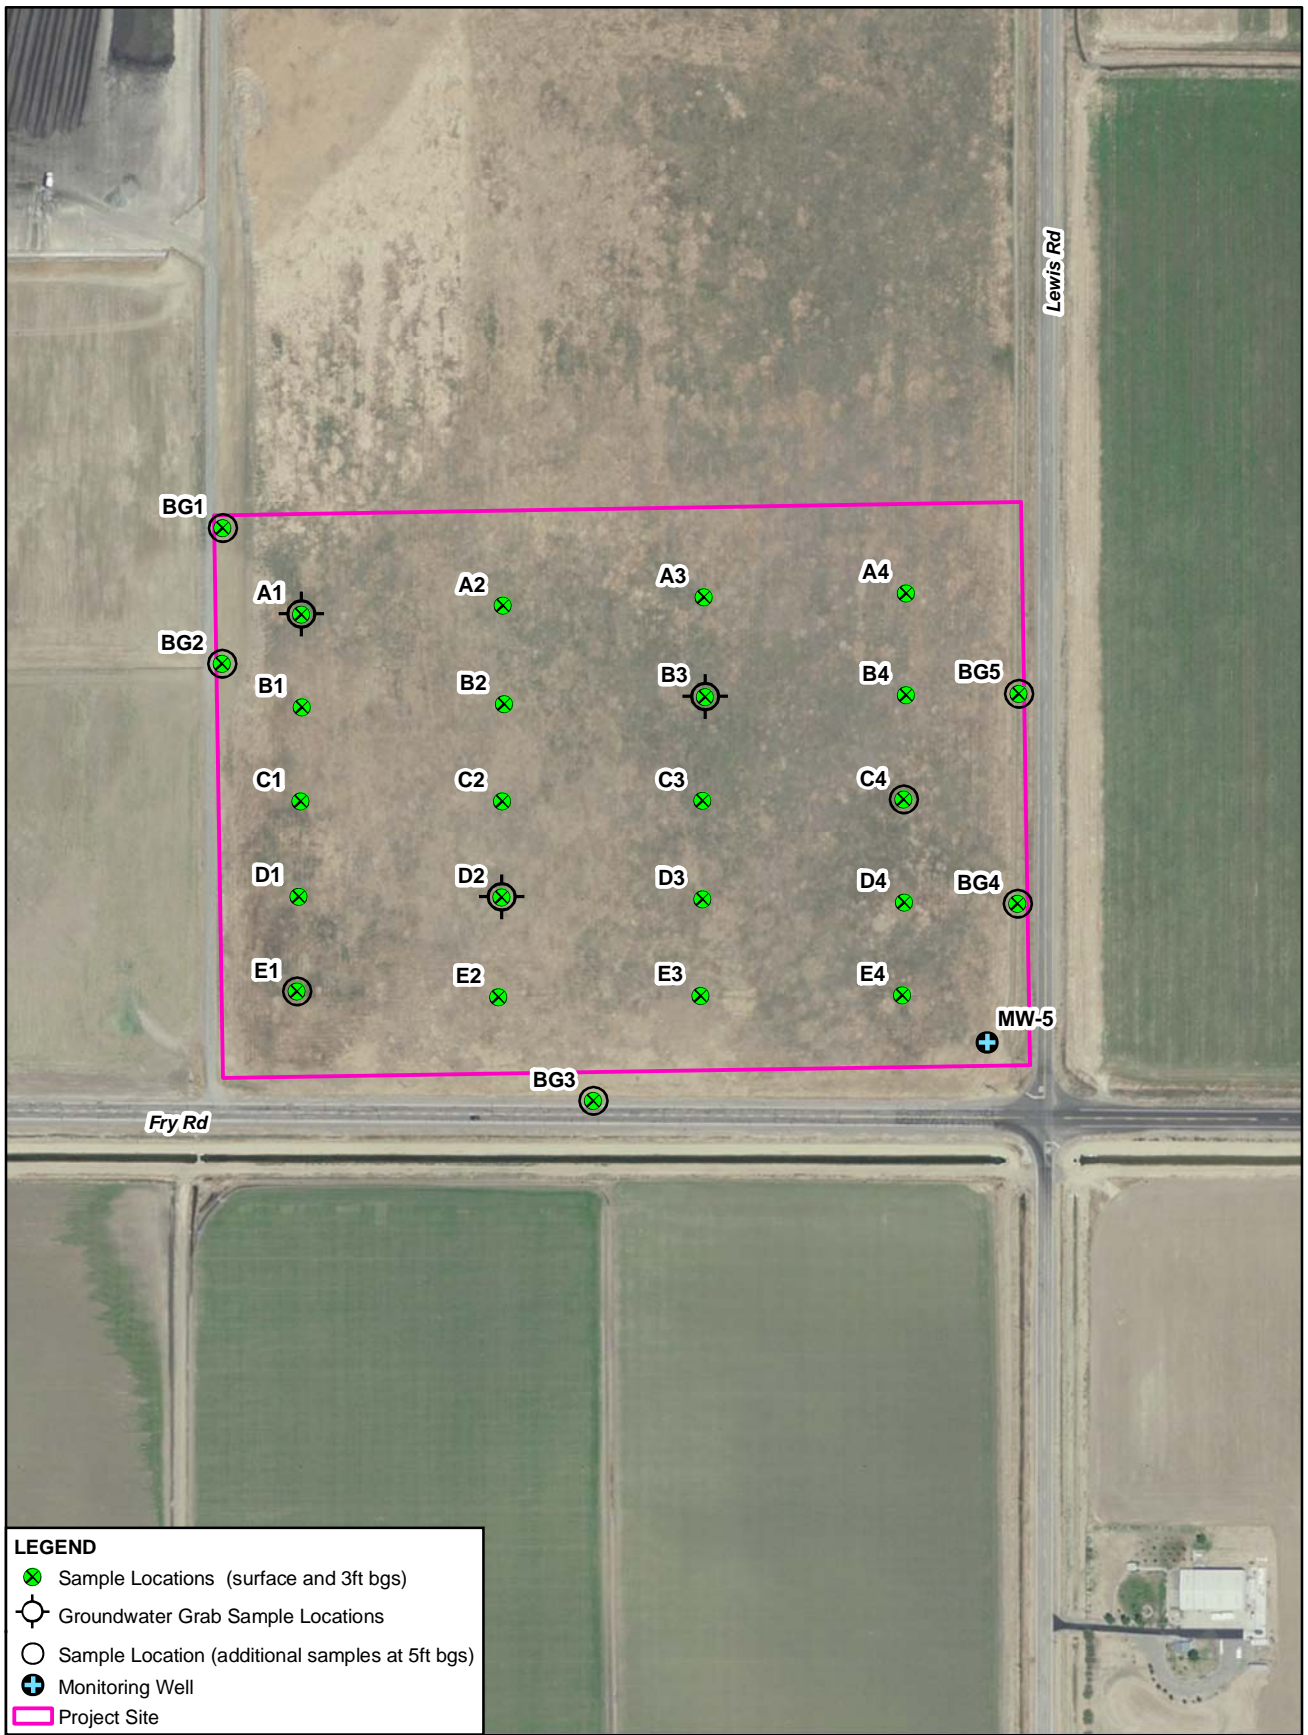 Lewis Rd
BG1
A1
A2
A3
A4
BG2
B1
B2
B3
B4
BG5
C1
C2
C3
C4
D1
D2
D3
D4
BG4
E1
E2
E3
E4
MW-5
BG3
Fry Rd
LEGEND
Sample Locations (surface and 3ft bgs)
Groundwater Grab Sample Locations
Sample Location (additional samples at 5ft bgs)
Monitoring Well
Project Site